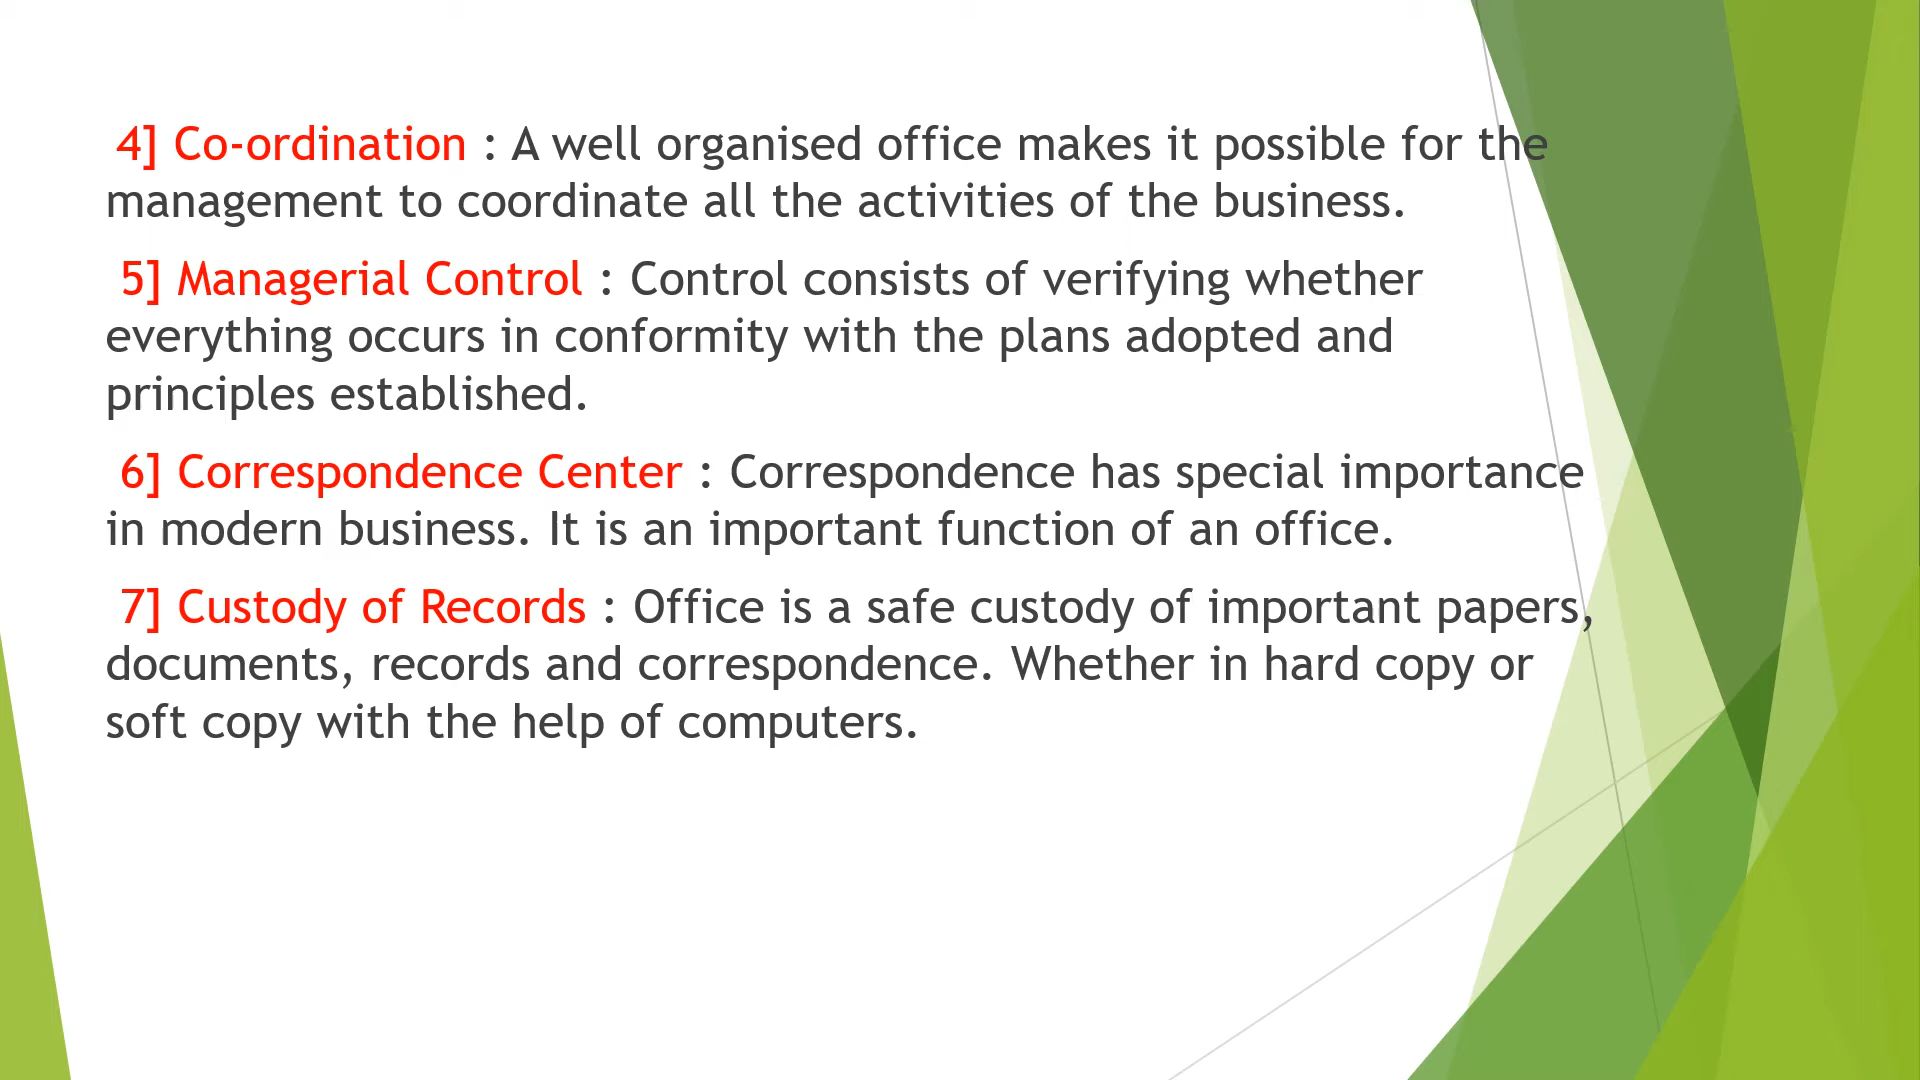 4] Co-ordination : A well organised office makes it possible for the
management to coordinate all the activities of the business.
5] Managerial Control : Control consists of verifying whether
everything occurs in conformity with the plans adopted and
principles established.
6] Correspondence Center : Correspondence has special importance
in modern business. It is an important function of an office.
7] Custody of Records : Office is a safe custody of important papers,
documents, records and correspondence. Whether in hard copy or
soft copy with the help of computers.